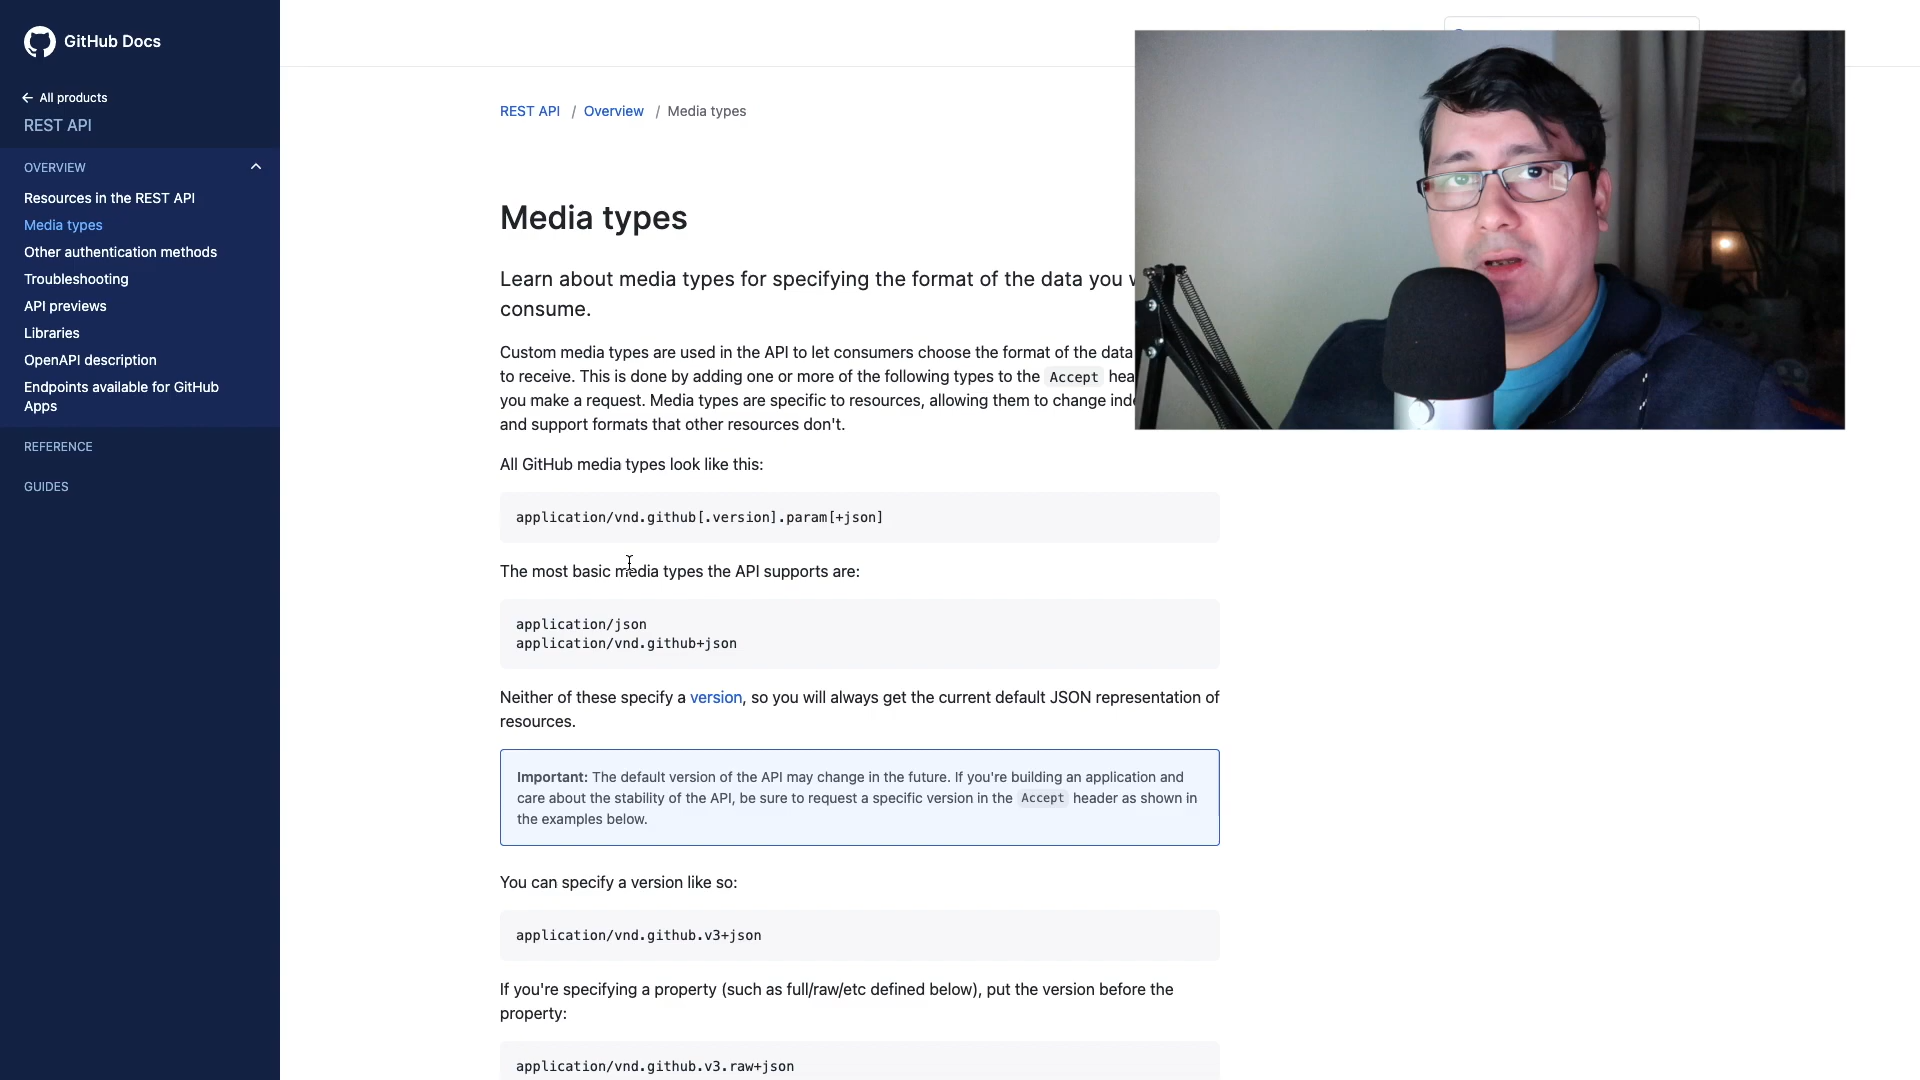 GitHub Docs
All products
REST API
OVERVIEW
Resources in the REST API
Media types
Other authentication methods
Troubleshooting
API previews
Libraries
OpenAPI description
Endpoints available for GitHub
Apps
REFERENCE
GUIDES
REST API / Overview / Media types
Media types
Learn about media types for specifying the format of the data you
consume.
Custom media types are used in the API to let consumers choose the format of the data
to receive. This is done by adding one or more of the following types to the Accept
you make a request. Media types are specific to resources, allowing them to change
and support formats that other resources don't.
All GitHub media types look like this:
application/vnd.github[.version].param[+json]
The most basic media types the API supports are:
application/json
application/vnd.github+json
Neither of these specify a version, so you will always get the current default JSON representation of
resources.
Important: The default version of the API may change in the future. If you're building an application and
care about the stability of the API, be sure to request a specific version in the Accept header as shown in
the examples below.
You can specify a version like so:
application/vnd.github.v3+json
If you're specifying a property (such as full/raw/etc defined below), put the version before the
property:
application/vnd.github.v3.raw+json